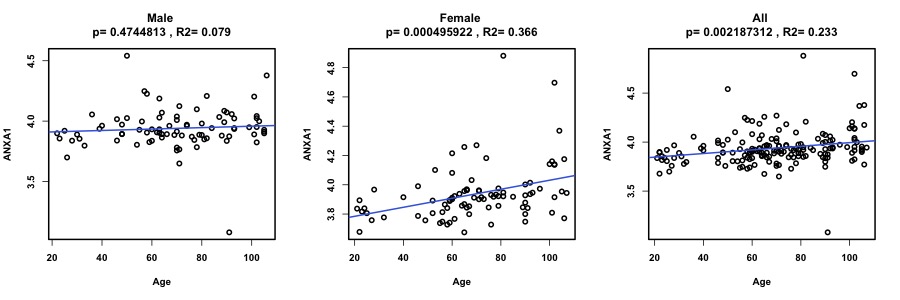 Male
p= 0.4744813 , R2= 0.079
ANXA1
4.5
4.0
3.5
20 40 60 80 100
Age
Female
p= 0.000495922 , R2= 0.366
ANXA1
4.8
4.6
4.4
4.2
4.0
3.8
20 40 60 80 100
Age
All
p= 0.002187312 , R2= 0.233
ANXA1
4.5
4.0
3.5
20 40 60 80 100
Age